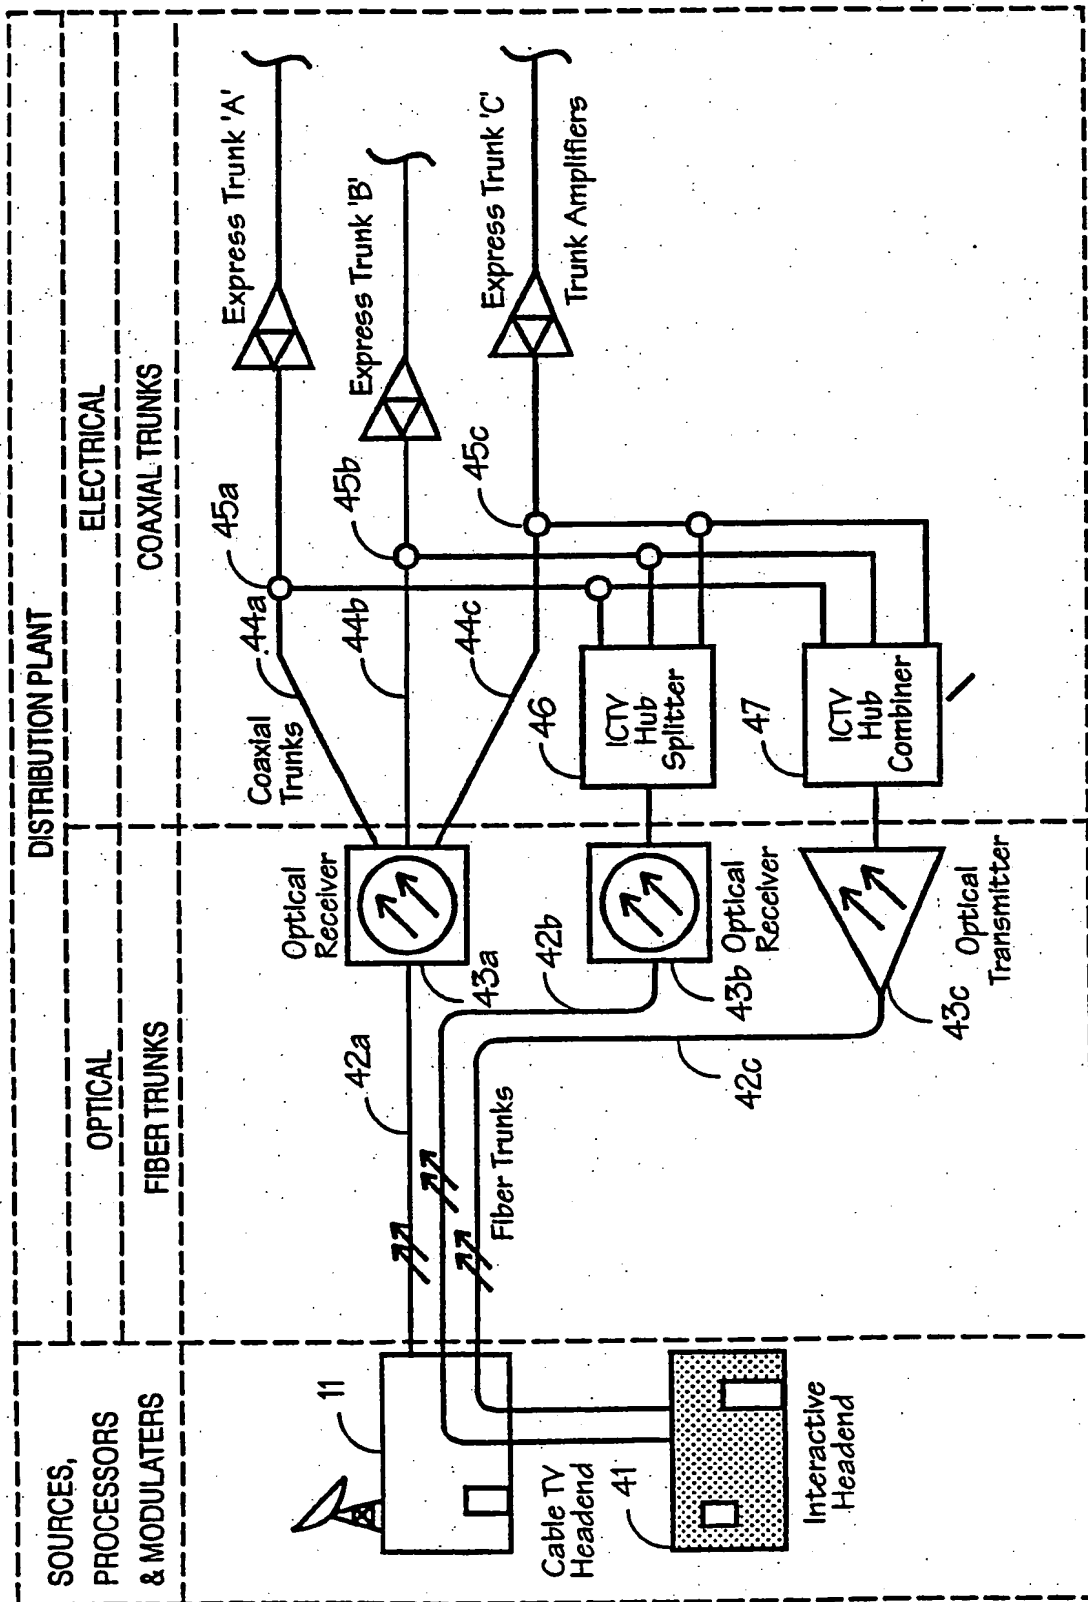 DISTRIBUTION PLANT
SOURCES,
PROCESSORS
& MODULATERS
OPTICAL
ELECTRICAL
FIBER TRUNKS
COAXIAL TRUNKS
11
Cable TV
Headend
41
Interactive
Headend
42a
Fiber Trunks
42b
42c
Optical
Receiver
43a
43b
Optical
Receiver
43c
Optical
Transmitter
Coaxial
Trunks
44a
44b
44c
45a
45b
45c
46
ICTV
Hub
Splitter
47
ICTV
Hub
Combiner
Express Trunk 'A'
Express Trunk 'B'
Express Trunk 'C'
Trunk Amplifiers